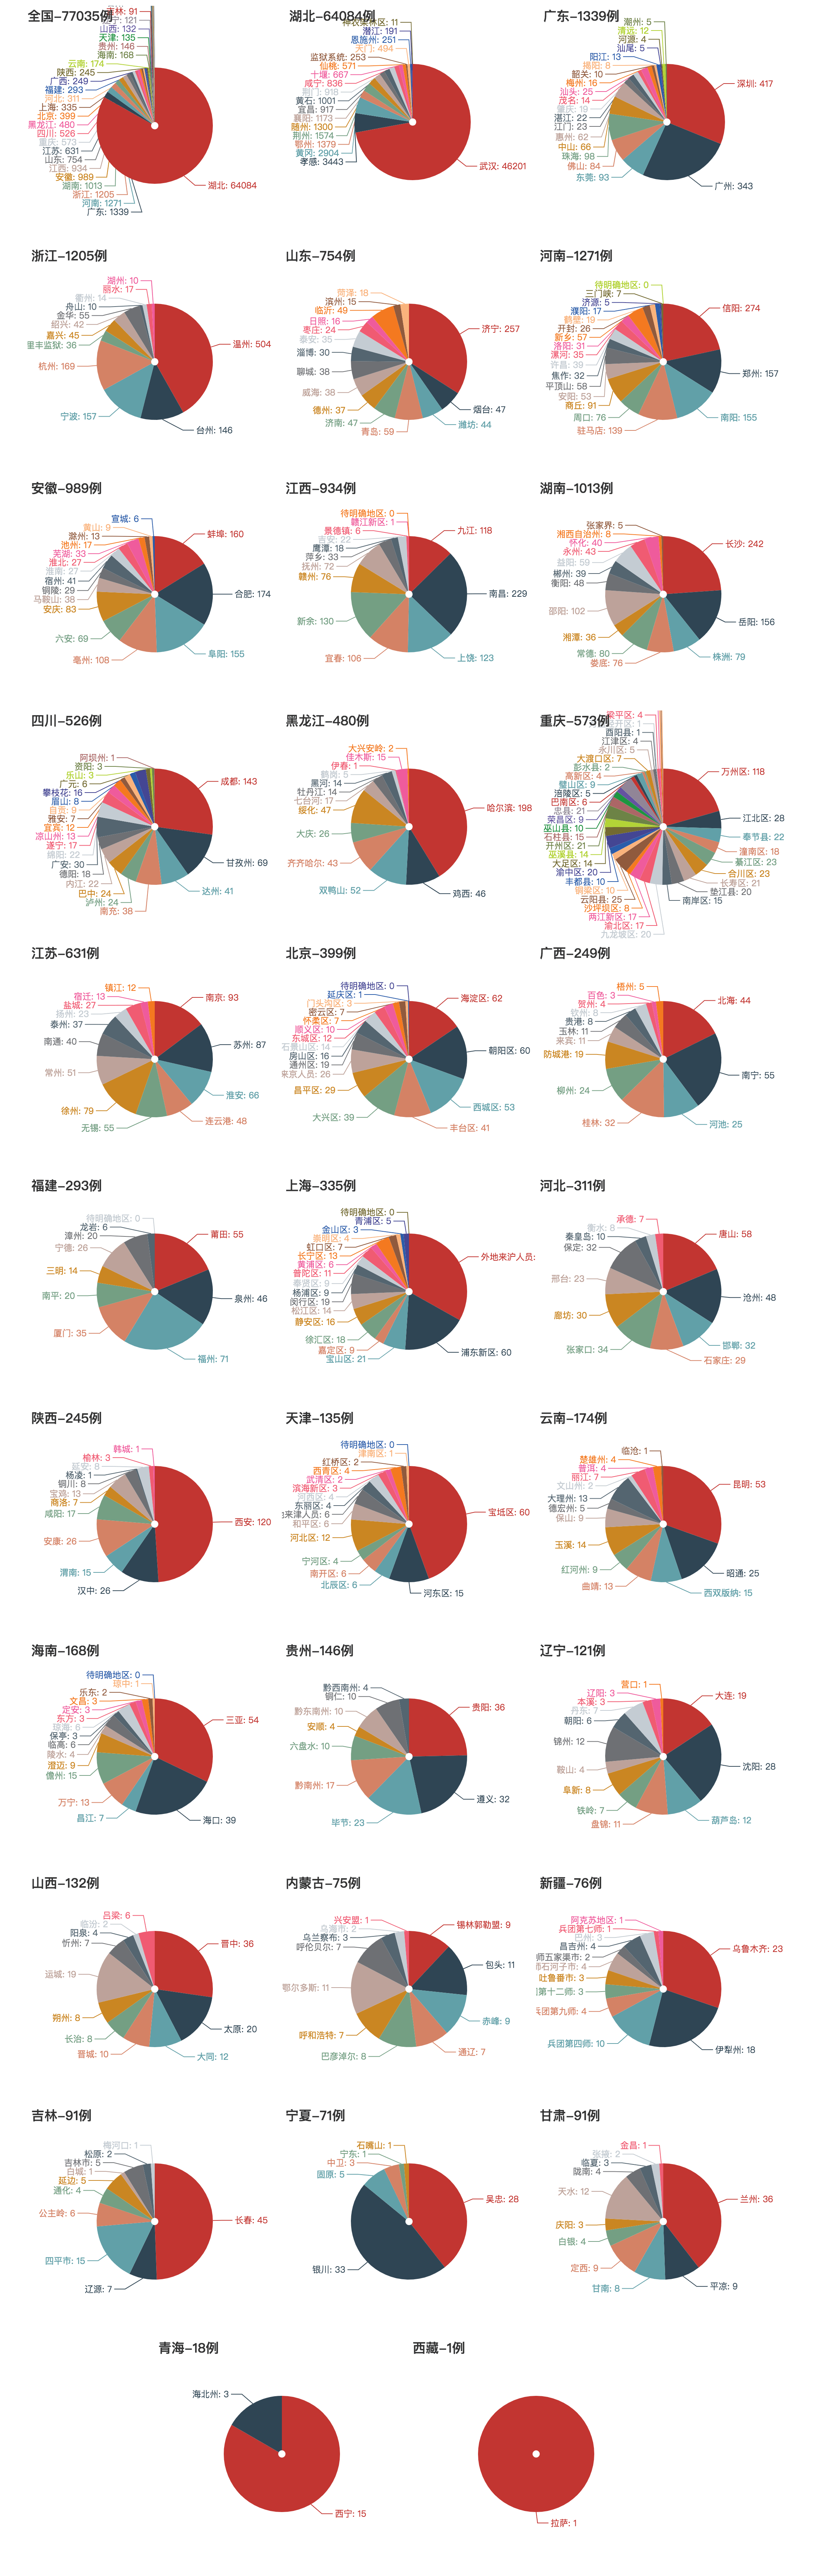 全国-77035例
吉林: 91
辽宁: 121
山西: 132
天津: 135
贵州: 146
海南: 168
云南: 174
陕西: 245
广西: 249
福建: 293
河北: 311
上海: 335
北京: 399
黑龙江: 480
四川: 526
重庆: 573
江苏: 631
山东: 754
江西: 934
安徽: 989
湖南: 1013
浙江: 1205
河南: 1271
广东: 1339
湖北: 64084
湖北-64084例
神农架林区: 11
潜江: 191
恩施州: 251
天门: 494
监狱系统: 253
仙桃: 571
十堰: 667
咸宁: 836
荆门: 918
黄石: 1001
宜昌: 917
襄阳: 1173
随州: 1300
荆州: 1574
鄂州: 1379
黄冈: 2904
孝感: 3443
武汉: 46201
广东-1339例
潮州: 5
清远: 12
河源: 4
汕尾: 5
阳江: 13
揭阳: 8
韶关: 10
梅州: 16
汕头: 25
茂名: 14
肇庆: 19
湛江: 22
江门: 23
惠州: 62
中山: 66
珠海: 98
佛山: 84
东莞: 93
深圳: 417
广州: 343
浙江-1205例
湖州: 10
丽水: 17
衢州: 14
舟山: 10
金华: 55
绍兴: 42
嘉兴: 45
里丰监狱: 36
杭州: 169
宁波: 157
温州: 504
台州: 146
山东-754例
菏泽: 18
滨州: 15
临沂: 49
日照: 16
枣庄: 24
泰安: 35
淄博: 30
聊城: 38
威海: 38
德州: 37
济南: 47
青岛: 59
济宁: 257
烟台: 47
潍坊: 44
河南-1271例
待明确地区: 0
三门峡: 7
济源: 5
濮阳: 17
鹤壁: 19
开封: 26
新乡: 57
洛阳: 31
漯河: 35
许昌: 39
焦作: 32
平顶山: 58
安阳: 53
商丘: 91
周口: 76
驻马店: 139
信阳: 274
郑州: 157
南阳: 155
安徽-989例
宣城: 6
黄山: 9
滁州: 13
池州: 17
芜湖: 33
淮北: 27
淮南: 27
宿州: 41
铜陵: 29
马鞍山: 38
安庆: 83
六安: 69
亳州: 108
蚌埠: 160
合肥: 174
阜阳: 155
江西-934例
待明确地区: 0
赣江新区: 1
景德镇: 6
吉安: 22
鹰潭: 18
萍乡: 33
抚州: 72
赣州: 76
新余: 130
宜春: 106
九江: 118
南昌: 229
上饶: 123
湖南-1013例
张家界: 5
湘西自治州: 8
怀化: 40
永州: 43
益阳: 59
郴州: 39
衡阳: 48
邵阳: 102
湘潭: 36
常德: 80
娄底: 76
长沙: 242
岳阳: 156
株洲: 79
四川-526例
阿坝州: 1
资阳: 3
乐山: 3
广元: 6
攀枝花: 16
眉山: 8
自贡: 9
雅安: 7
宜宾: 12
凉山州: 13
遂宁: 17
绵阳: 22
广安: 30
德阳: 18
内江: 22
巴中: 24
泸州: 24
南充: 38
成都: 143
甘孜州: 69
达州: 41
黑龙江-480例
大兴安岭: 2
佳木斯: 15
伊春: 1
鹤岗: 5
黑河: 14
牡丹江: 14
七台河: 17
绥化: 47
大庆: 26
齐齐哈尔: 43
双鸭山: 52
哈尔滨: 198
鸡西: 46
重庆-573例
梁平区: 4
酉阳县: 1
江津区: 4
永川区: 5
大渡口区: 7
彭水县: 2
高新区: 4
璧山区: 9
涪陵区: 5
巴南区: 6
忠县: 21
荣昌区: 9
巫山县: 10
石柱县: 15
开州区: 21
巫溪县: 14
大足区: 14
渝中区: 20
丰都县: 10
铜梁区: 10
云阳县: 25
沙坪坝区: 8
两江新区: 17
渝北区: 17
九龙坡区: 20
万州区: 118
江北区: 28
奉节县: 22
潼南区: 18
綦江区: 23
合川区: 23
长寿区: 21
垫江县: 20
南岸区: 15
江苏-631例
镇江: 12
宿迁: 13
盐城: 27
扬州: 23
泰州: 37
南通: 40
常州: 51
徐州: 79
无锡: 55
南京: 93
苏州: 87
淮安: 66
连云港: 48
北京-399例
待明确地区: 0
延庆区: 1
门头沟区: 3
密云区: 7
怀柔区: 7
顺义区: 10
东城区: 12
石景山区: 14
房山区: 16
通州区: 19
来京人员: 26
昌平区: 29
大兴区: 39
海淀区: 62
朝阳区: 60
西城区: 53
丰台区: 41
广西-249例
梧州: 5
百色: 3
贺州: 4
钦州: 8
贵港: 8
玉林: 11
来宾: 11
防城港: 19
柳州: 24
桂林: 32
北海: 44
南宁: 55
河池: 25
福建-293例
待明确地区: 0
龙岩: 6
漳州: 20
宁德: 26
三明: 14
南平: 20
厦门: 35
莆田: 55
泉州: 46
福州: 71
上海-335例
待明确地区: 0
青浦区: 5
金山区: 3
崇明区: 4
虹口区: 7
长宁区: 13
黄浦区: 6
普陀区: 11
奉贤区: 9
杨浦区: 9
闵行区: 19
松江区: 14
静安区: 16
徐汇区: 18
嘉定区: 9
宝山区: 21
外地来沪人员:
浦东新区: 60
河北-311例
承德: 7
衡水: 8
秦皇岛: 10
保定: 32
邢台: 23
廊坊: 30
张家口: 34
唐山: 58
沧州: 48
邯郸: 32
石家庄: 29
陕西-245例
韩城: 1
榆林: 3
延安: 8
杨凌: 1
铜川: 8
宝鸡: 13
商洛: 7
咸阳: 17
安康: 26
渭南: 15
汉中: 26
西安: 120
天津-135例
待明确地区: 0
津南区: 1
红桥区: 2
西青区: 4
武清区: 2
滨海新区: 3
河西区: 4
东丽区: 4
来津人员: 6
和平区: 6
河北区: 12
宁河区: 4
南开区: 6
北辰区: 6
宝坻区: 60
河东区: 15
云南-174例
临沧: 1
楚雄州: 4
普洱: 4
丽江: 7
文山州: 2
大理州: 13
德宏州: 5
保山: 9
玉溪: 14
红河州: 9
曲靖: 13
昆明: 53
昭通: 25
西双版纳: 15
海南-168例
待明确地区: 0
琼中: 1
乐东: 2
文昌: 3
定安: 3
东方: 3
琼海: 6
保亭: 3
临高: 6
陵水: 4
澄迈: 9
儋州: 15
万宁: 13
昌江: 7
三亚: 54
海口: 39
贵州-146例
黔西南州: 4
铜仁: 10
黔东南州: 10
安顺: 4
六盘水: 10
黔南州: 17
毕节: 23
贵阳: 36
遵义: 32
辽宁-121例
营口: 1
辽阳: 3
本溪: 3
丹东: 7
朝阳: 6
锦州: 12
鞍山: 4
阜新: 8
铁岭: 7
盘锦: 11
大连: 19
沈阳: 28
葫芦岛: 12
山西-132例
吕梁: 6
临汾: 2
阳泉: 4
忻州: 7
运城: 19
朔州: 8
长治: 8
晋城: 10
晋中: 36
太原: 20
大同: 12
内蒙古-75例
兴安盟: 1
乌海市: 2
乌兰察布: 3
呼伦贝尔: 7
鄂尔多斯: 11
呼和浩特: 7
巴彦淖尔: 8
锡林郭勒盟: 9
包头: 11
赤峰: 9
通辽: 7
新疆-76例
阿克苏地区: 1
兵团第七师: 1
巴州: 3
昌吉州: 4
师五家渠市: 2
师石河子市: 4
吐鲁番市: 3
第十二师: 3
兵团第九师: 4
兵团第四师: 10
乌鲁木齐: 23
伊犁州: 18
吉林-91例
梅河口: 1
松原: 2
吉林市: 5
白城: 1
延边: 5
通化: 4
公主岭: 6
四平市: 15
辽源: 7
长春: 45
宁夏-71例
石嘴山: 1
宁东: 1
中卫: 3
固原: 5
银川: 33
吴忠: 28
甘肃-91例
金昌: 1
张掖: 2
临夏: 3
陇南: 4
天水: 12
庆阳: 3
白银: 4
定西: 9
甘南: 8
兰州: 36
平凉: 9
青海-18例
海北州: 3
西宁: 15
西藏-1例
拉萨: 1